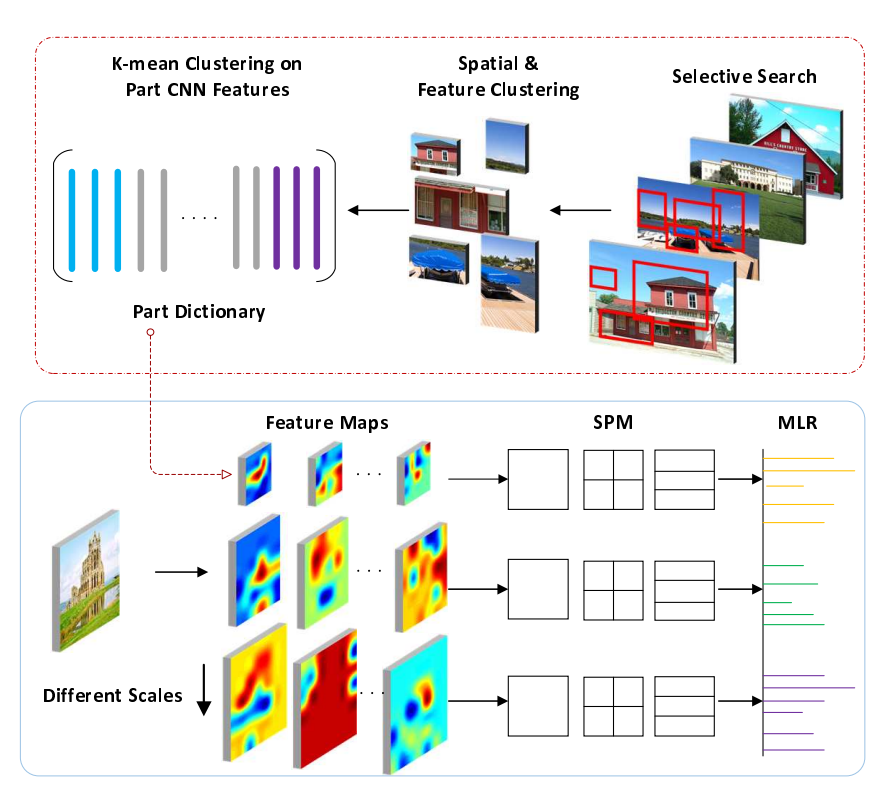 K-mean Clustering on
Part CNN Features
Spatial &
Feature Clustering
Selective Search
. . . .
Part Dictionary
Feature Maps
SPM
MLR
. . .
. . .
. . .
Different Scales